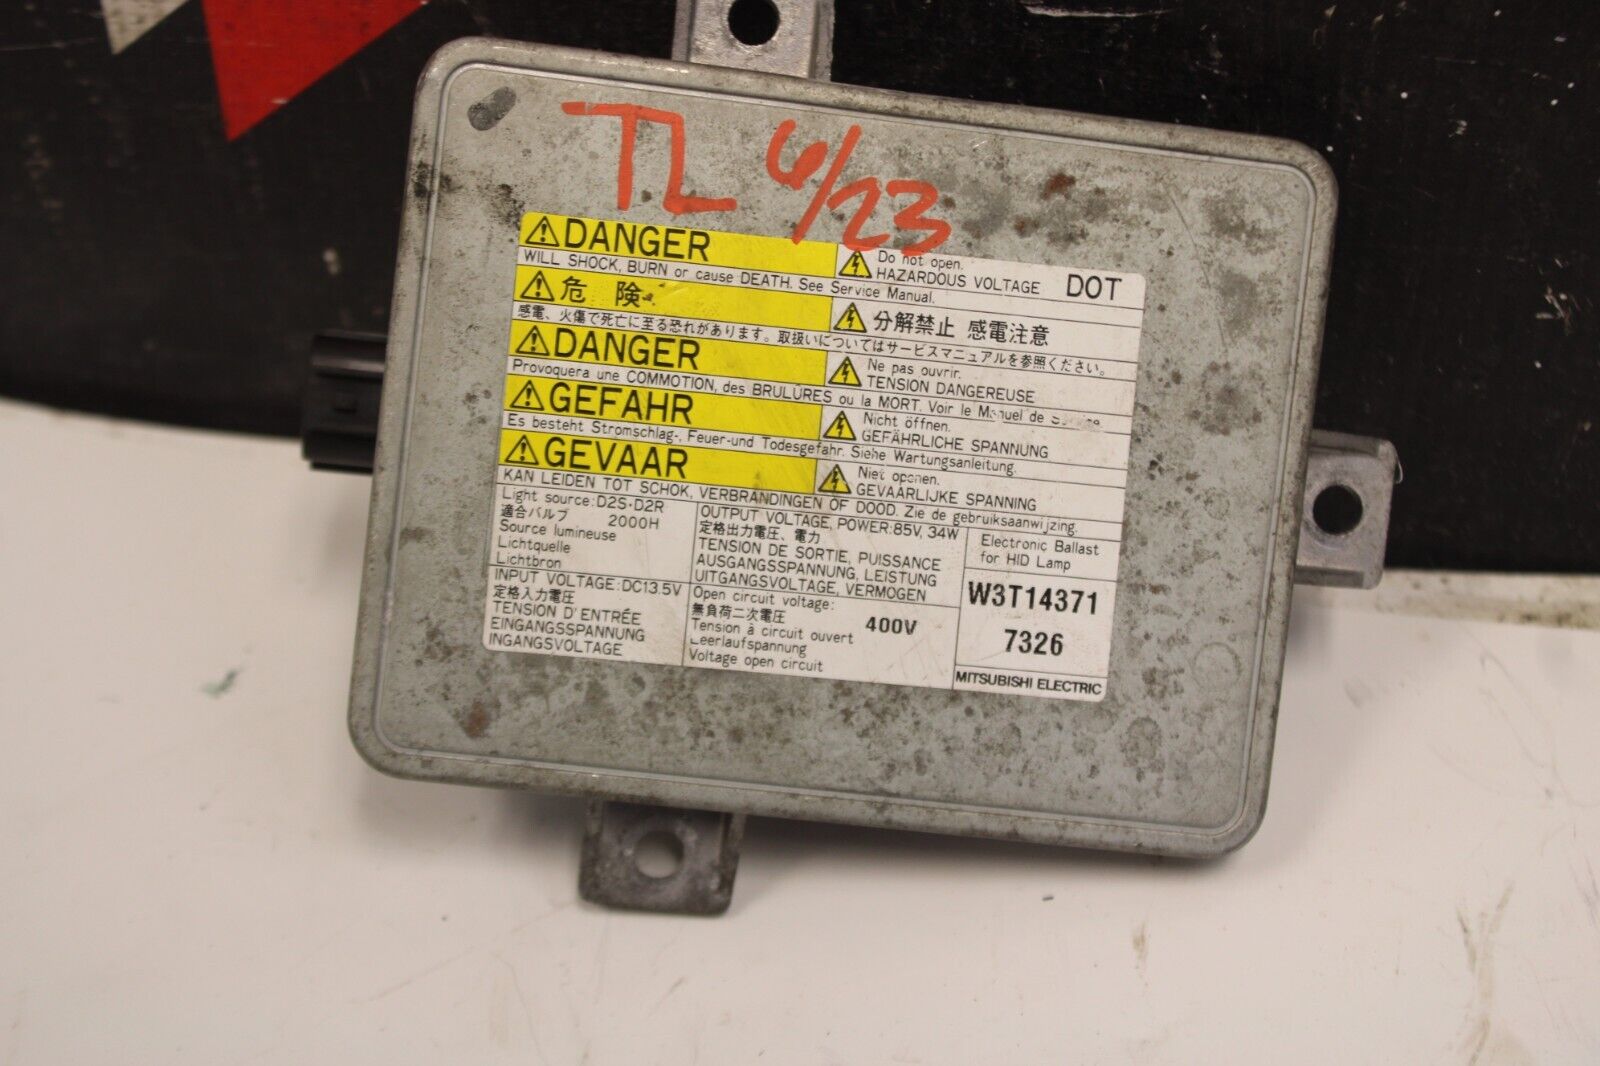 TL 6/23
DANGER
WILL SHOCK, BURN or cause DEATH. See Service Manual.
Do not open.
HAZARDOUS VOLTAGE
DOT
危 険
感電、火傷で死亡に至る恐れがあります。取扱いについてはサービスマニュアルを参照ください。
分解禁止 感電注意
DANGER
Provoquera une COMMOTION, des BRULÛRES ou la MORT. Voir le Manuel de
Ne pas ouvrir.
TENSION DANGEREUSE
GEFAHR
Es besteht Stromschlag-, Feuer-und Todesgefahr. Siehe Wartungsanleitung.
Nicht öffnen.
GEFÄHRLICHE SPANNUNG
GEVAAR
KAN LEIDEN TOT SCHOK, VERBRANDINGEN OF DOOD. Zie de gebruiksaanwijzing.
Niet openen.
GEVAARLIJKE SPANNING
Light source:D2S・D2R
適合バルブ 2000H
Source lumineuse
Lichtquelle
Lichtbron
INPUT VOLTAGE:DC13.5V
定格入力電圧
TENSION D'ENTRÉE
EINGANGSSPANNUNG
INGANGSVOLTAGE
OUTPUT VOLTAGE, POWER:85V, 34W
定格出力電圧、電力
TENSION DE SORTIE, PUISSANCE
AUSGANGSSPANNUNG, LEISTUNG
UITGANGSVOLTAGE, VERMOGEN
Open circuit voltage:
無負荷二次電圧
400V
Tension à circuit ouvert
Leerlaufspannung
Voltage open circuit
Electronic Ballast
for HID Lamp
W3T14371
7326
MITSUBISHI ELECTRIC